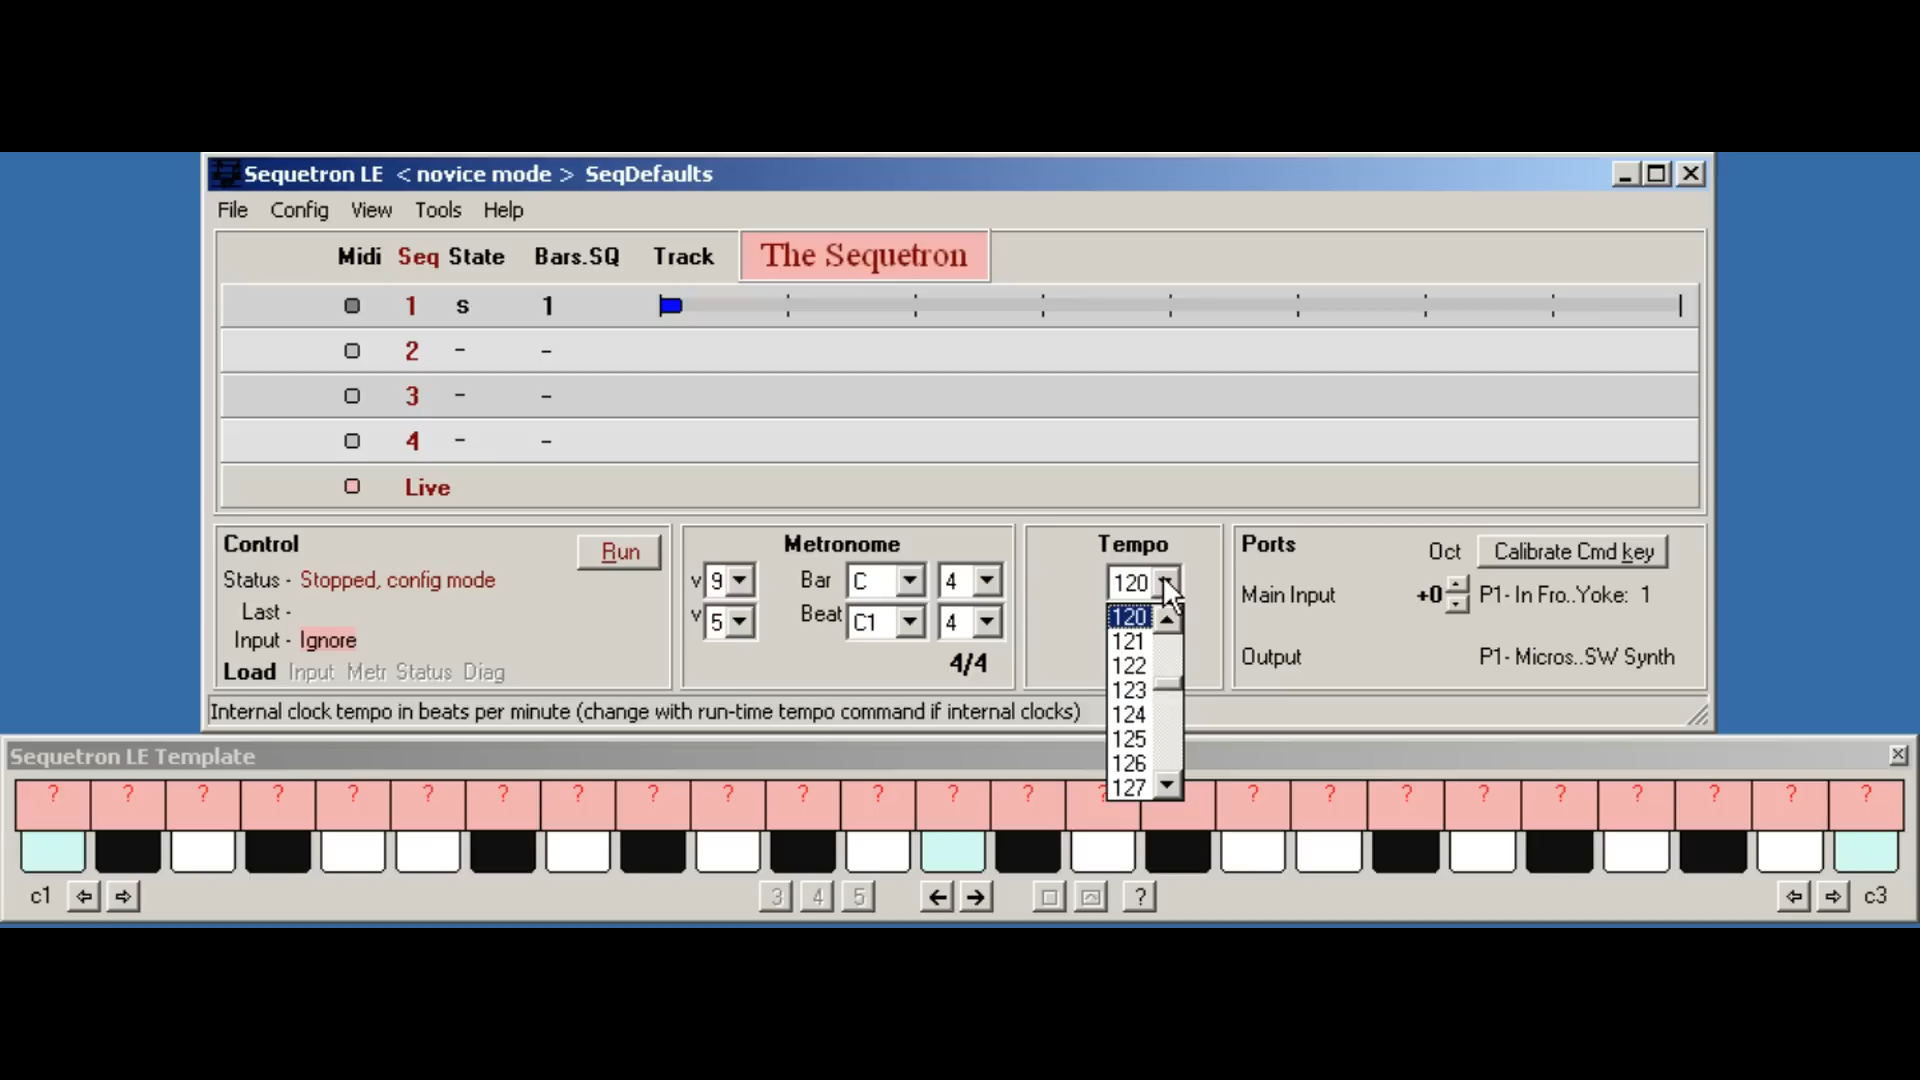 Sequetron LE < novice mode > SeqDefaults
File Config View Tools Help
Midi Seq State Bars.SQ Track The Sequetron
1 s 1
2 - -
3 - -
4 - -
Live
Control Run
Status - Stopped, config mode
Last -
Input - Ignore
Load Input Metr Status Diag
Metronome
v 9 Bar C 4
v 5 Beat C1 4
4/4
Tempo
120
120
121
122
123
124
125
126
127
Ports Oct Calibrate Cmd key
Main Input +0 P1- In Fro..Yoke: 1
Output P1- Micros..SW Synth
Internal clock tempo in beats per minute (change with run-time tempo command if internal clocks)
Sequetron LE Template
? ? ? ? ? ? ? ? ? ? ? ? ? ? ? ? ? ? ? ? ? ? ? ?
c1 3 4 5 ? c3